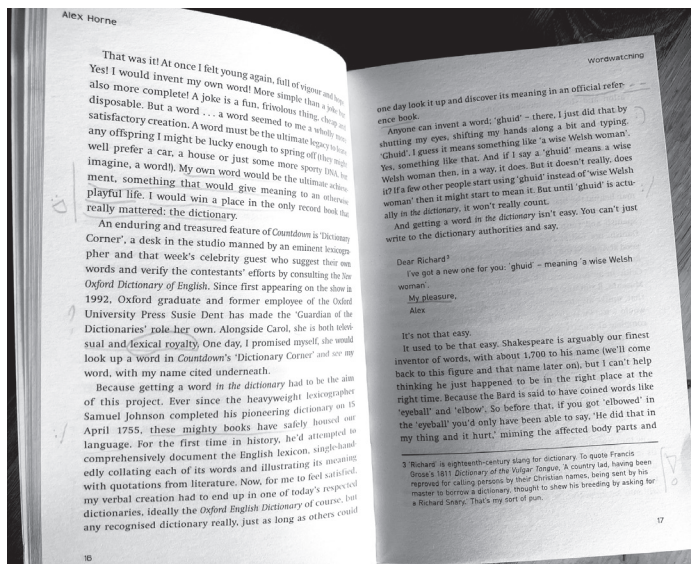 Alex Horne
That was it! At once I felt young again, full of vigour and
Yes! I would invent my own word! More simple than a joke but
also more complete! A joke is a fun, frivolous thing, cheap and
disposable. But a word . . . a word seemed to me a wholly more
satisfactory creation. A word must be the ultimate legacy to leave
any offspring I might be lucky enough to spring off (they might
well prefer a car, a house or just some more sporty DNA, but
imagine, a word!). My own word would be the ultimate achieve-
ment, something that would give meaning to an otherwise
playful life. I would win a place in the only record book that
really mattered: the dictionary.
An enduring and treasured feature of Countdown is 'Dictionary
Corner', a desk in the studio manned by an eminent lexicogra-
pher and that week's celebrity guest who suggest their own
words and verify the contestants' efforts by consulting the New
Oxford Dictionary of English. Since first appearing on the show in
1992, Oxford graduate and former employee of the Oxford
University Press Susie Dent has made the 'Guardian of the
Dictionaries' role her own. Alongside Carol, she is both televi-
sual and lexical royalty. One day, I promised myself, she would
look up a word in Countdown's 'Dictionary Corner' and see my
word, with my name cited underneath.
Because getting a word in the dictionary had to be the aim
of this project. Ever since the heavyweight lexicographer
Samuel Johnson completed his pioneering dictionary on 15
April 1755, these mighty books have safely housed our
language. For the first time in history, he'd attempted to
comprehensively document the English lexicon, single-hand-
edly collating each of its words and illustrating its meaning
with quotations from literature. Now, for me to feel satisfied,
my verbal creation had to end up in one of today's respected
dictionaries, ideally the Oxford English Dictionary of course, but
any recognised dictionary really, just as long as others could
16
Wordwatching
one day look it up and discover its meaning in an official refer-
ence book.
Anyone can invent a word; 'ghuid' – there, I just did that by
shutting my eyes, shifting my hands along a bit and typing.
'Ghuid'. I guess it means something like 'a wise Welsh woman'.
Yes, something like that. And if I say a 'ghuid' means a wise
Welsh woman then, in a way, it does. But it doesn't really, does
it? If a few other people start using 'ghuid' instead of 'wise Welsh
woman' then it might start to mean it. But until 'ghuid' is actu-
ally in the dictionary, it won't really count.
And getting a word in the dictionary isn't easy. You can't just
write to the dictionary authorities and say.
Dear Richard³
I've got a new one for you: 'ghuid' – meaning 'a wise Welsh
woman'.
My pleasure,
Alex
It's not that easy.
It used to be that easy. Shakespeare is arguably our finest
inventor of words, with about 1,700 to his name (we'll come
back to this figure and that name later on), but I can't help
thinking he just happened to be in the right place at the
right time. Because the Bard is said to have coined words like
'eyeball' and 'elbow'. So before that, if you got 'elbowed' in
the 'eyeball' you'd only have been able to say, 'He did that in
my thing and it hurt,' miming the affected body parts and
3 'Richard' is eighteenth-century slang for dictionary. To quote Francis
Grose's 1811 Dictionary of the Vulgar Tongue, 'A country lad, having been
reproved for calling persons by their Christian names, being sent by his
master to borrow a dictionary, thought to shew his breeding by asking for
a Richard Snary.' That's my sort of pun.
17